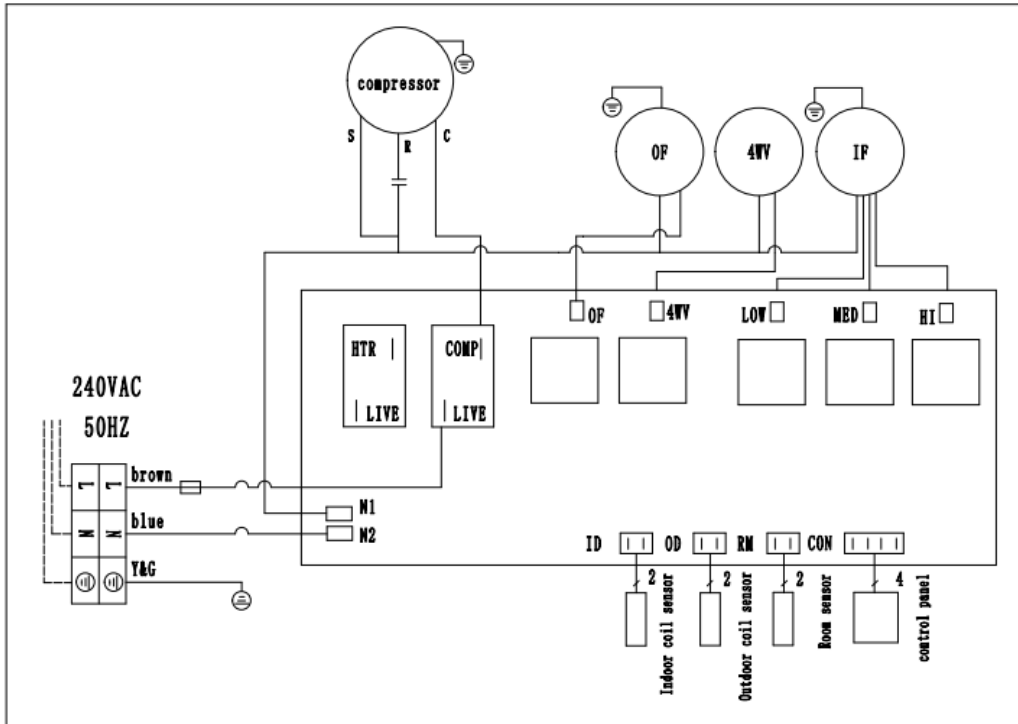 compressor
S
R
C
OF
4WV
IF
OF
4WV
LOW
MED
HI
HTR
COMP
LIVE
LIVE
240VAC
50HZ
L
L
brown
N
N
blue
Y&G
N1
N2
ID
OD
RM
CON
2
2
2
4
Indoor coil sensor
Outdoor coil sensor
Room sensor
control panel